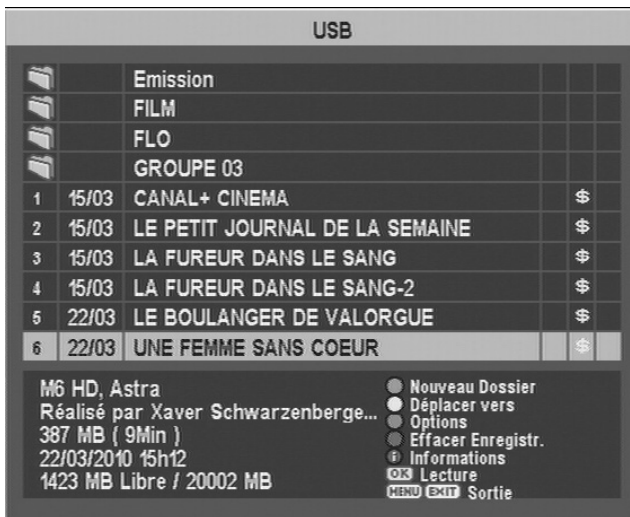 USB
Emission
FILM
FLO
GROUPE 03
1 15/03 CANAL+ CINEMA $
2 15/03 LE PETIT JOURNAL DE LA SEMAINE $
3 15/03 LA FUREUR DANS LE SANG $
4 15/03 LA FUREUR DANS LE SANG-2 $
5 22/03 LE BOULANGER DE VALORGUE $
6 22/03 UNE FEMME SANS COEUR $
M6 HD, Astra
Réalisé par Xaver Schwarzenberge...
387 MB ( 9Min )
22/03/2010 15h12
1423 MB Libre / 20002 MB
Nouveau Dossier
Déplacer vers
Options
Effacer Enregistr.
i Informations
OK Lecture
MENU EXIT Sortie